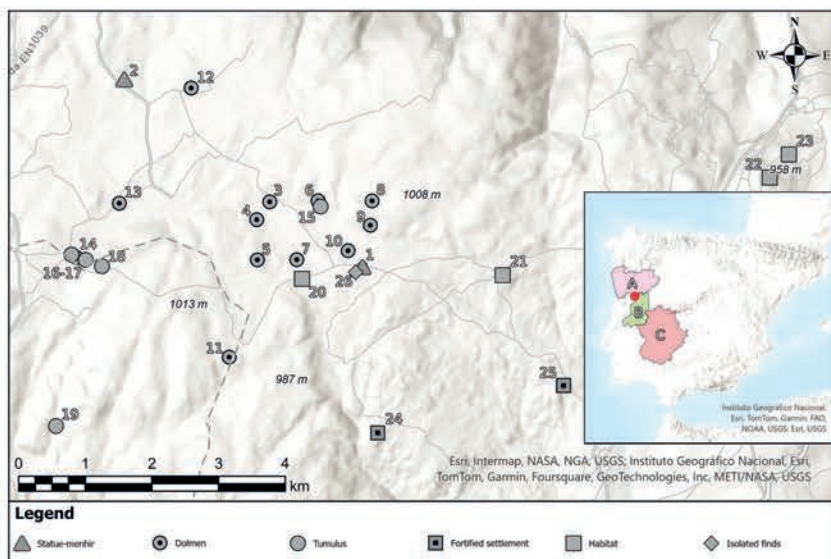 da.EN1039
N
W E
S
2
12
23
22
958 m
13
3
6
8
1008 m
15
4
9
14
10
1
16-17
18
5
7
26
20
21
1013 m
11
987 m
25
19
24
A
B
C
Instituto Geográfico Nacional,
Esri, TomTom, Garmin, FAO,
NOAA, USGS, Esri, USGS
0 1 2 3 4
km
Esri, Intermap, NASA, NGA, USGS; Instituto Geográfico Nacional, Esri,
TomTom, Garmin, Foursquare, GeoTechnologies, Inc, METI/NASA, USGS
Legend
Statue-menhir Dolmen Tumulus Fortified settlement Habitat Isolated finds